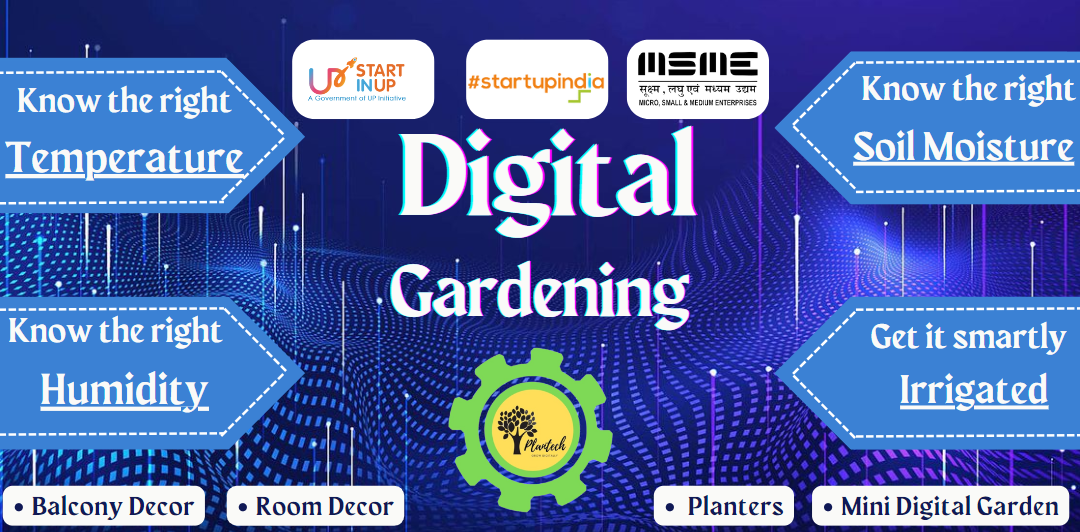 UP START
IN UP
A Government of UP Initiative
#startupindia
MSME
सूक्ष्म, लघु एवं मध्यम उद्यम
MICRO, SMALL & MEDIUM ENTERPRISES
Know the right
Temperature
Know the right
Soil Moisture
Digital
Gardening
Know the right
Humidity
Get it smartly
Irrigated
Plantech
• Balcony Decor
• Room Decor
• Planters
• Mini Digital Garden